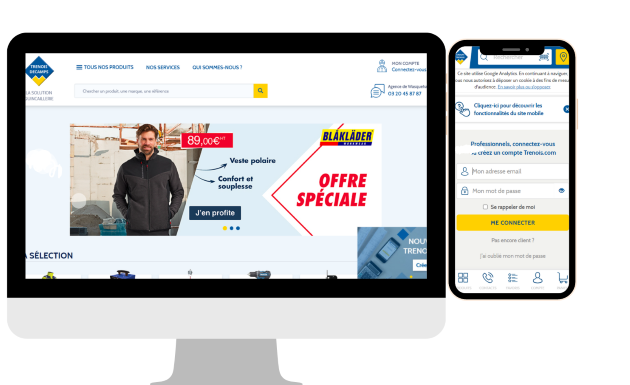 TRENOIS
DECAMPS
LA SOLUTION
QUINCAILLERIE
TOUS NOS PRODUITS
NOS SERVICES
QUI SOMMES-NOUS ?
MON COMPTE
Connectez-vous
Chercher un produit, une marque, une référence
Agence de Wasquehal
03 20 45 87 87
89,00€HT
BLÅKLÄDER
WORKWEAR
Veste polaire
Confort et
souplesse
OFFRE
SPÉCIALE
J'en profite
A SÉLECTION
NOUV
TRENO
Rechercher
Ce site utilise Google Analytics. En continuant à naviguer,
vous nous autorisez à déposer un cookie à des fins de mesure
d'audience. En savoir plus ou s'opposer
Cliquez-ici pour découvrir les
fonctionnalités du site mobile
Professionnels, connectez-vous
ou créez un compte Trenois.com
Mon adresse email
Mon mot de passe
Se rappeler de moi
ME CONNECTER
Pas encore client ?
J'ai oublié mon mot de passe